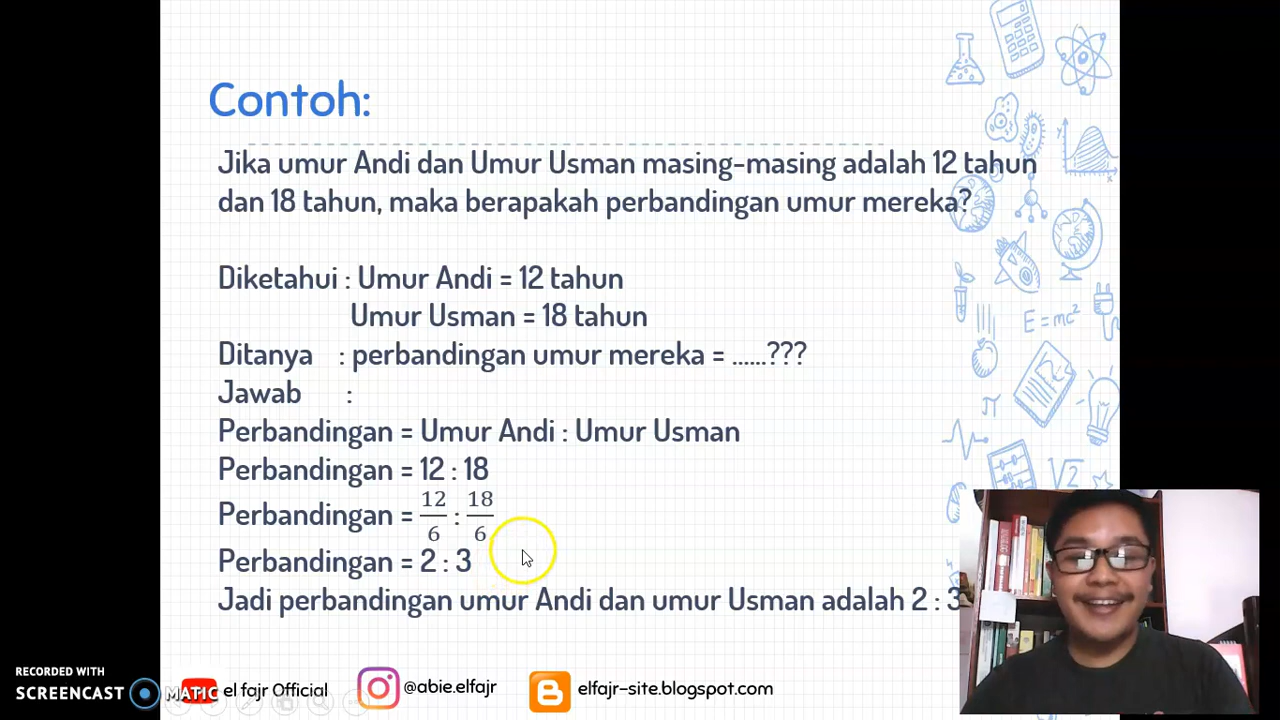 Contoh:
Jika umur Andi dan Umur Usman masing-masing adalah 12 tahun
dan 18 tahun, maka berapakah perbandingan umur mereka?
Diketahui : Umur Andi = 12 tahun
Umur Usman = 18 tahun
Ditanya : perbandingan umur mereka = ......???
Jawab :
Perbandingan = Umur Andi : Umur Usman
Perbandingan = 12 : 18
Perbandingan = 12/6 : 18/6
Perbandingan = 2 : 3
Jadi perbandingan umur Andi dan umur Usman adalah 2 : 3
E = mc²
π
√2
RECORDED WITH
SCREENCAST MATIC
el fajr Official
@abie.elfajr
elfajr-site.blogspot.com